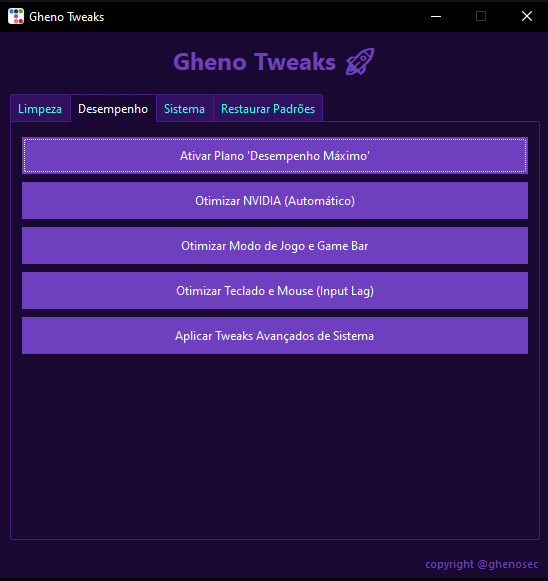 Gheno Tweaks
Gheno Tweaks 🚀
Limpeza Desempenho Sistema Restaurar Padrões
Ativar Plano 'Desempenho Máximo'
Otimizar NVIDIA (Automático)
Otimizar Modo de Jogo e Game Bar
Otimizar Teclado e Mouse (Input Lag)
Aplicar Tweaks Avançados de Sistema
copyright @ghenosec